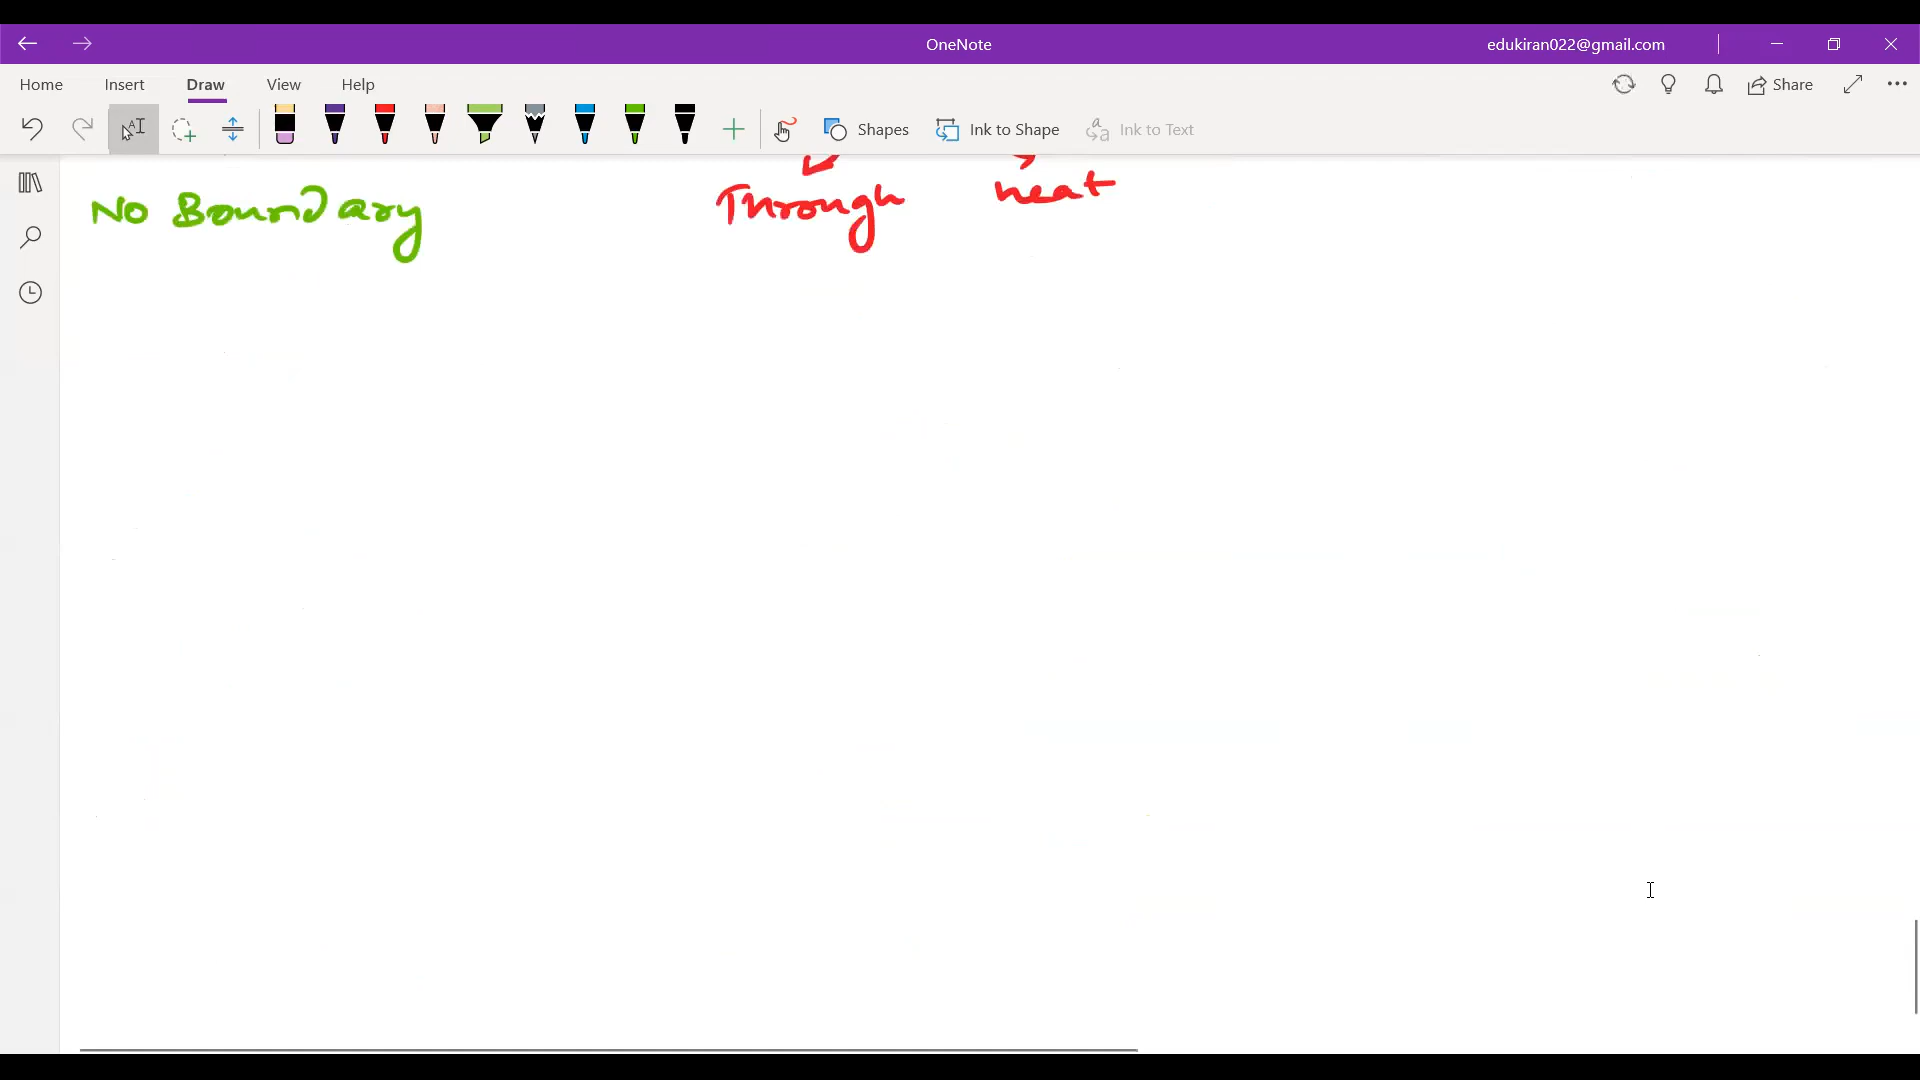 OneNote
edukiran022@gmail.com
Home Insert Draw View Help
Share
Shapes Ink to Shape Ink to Text
No Boundary
Through heat